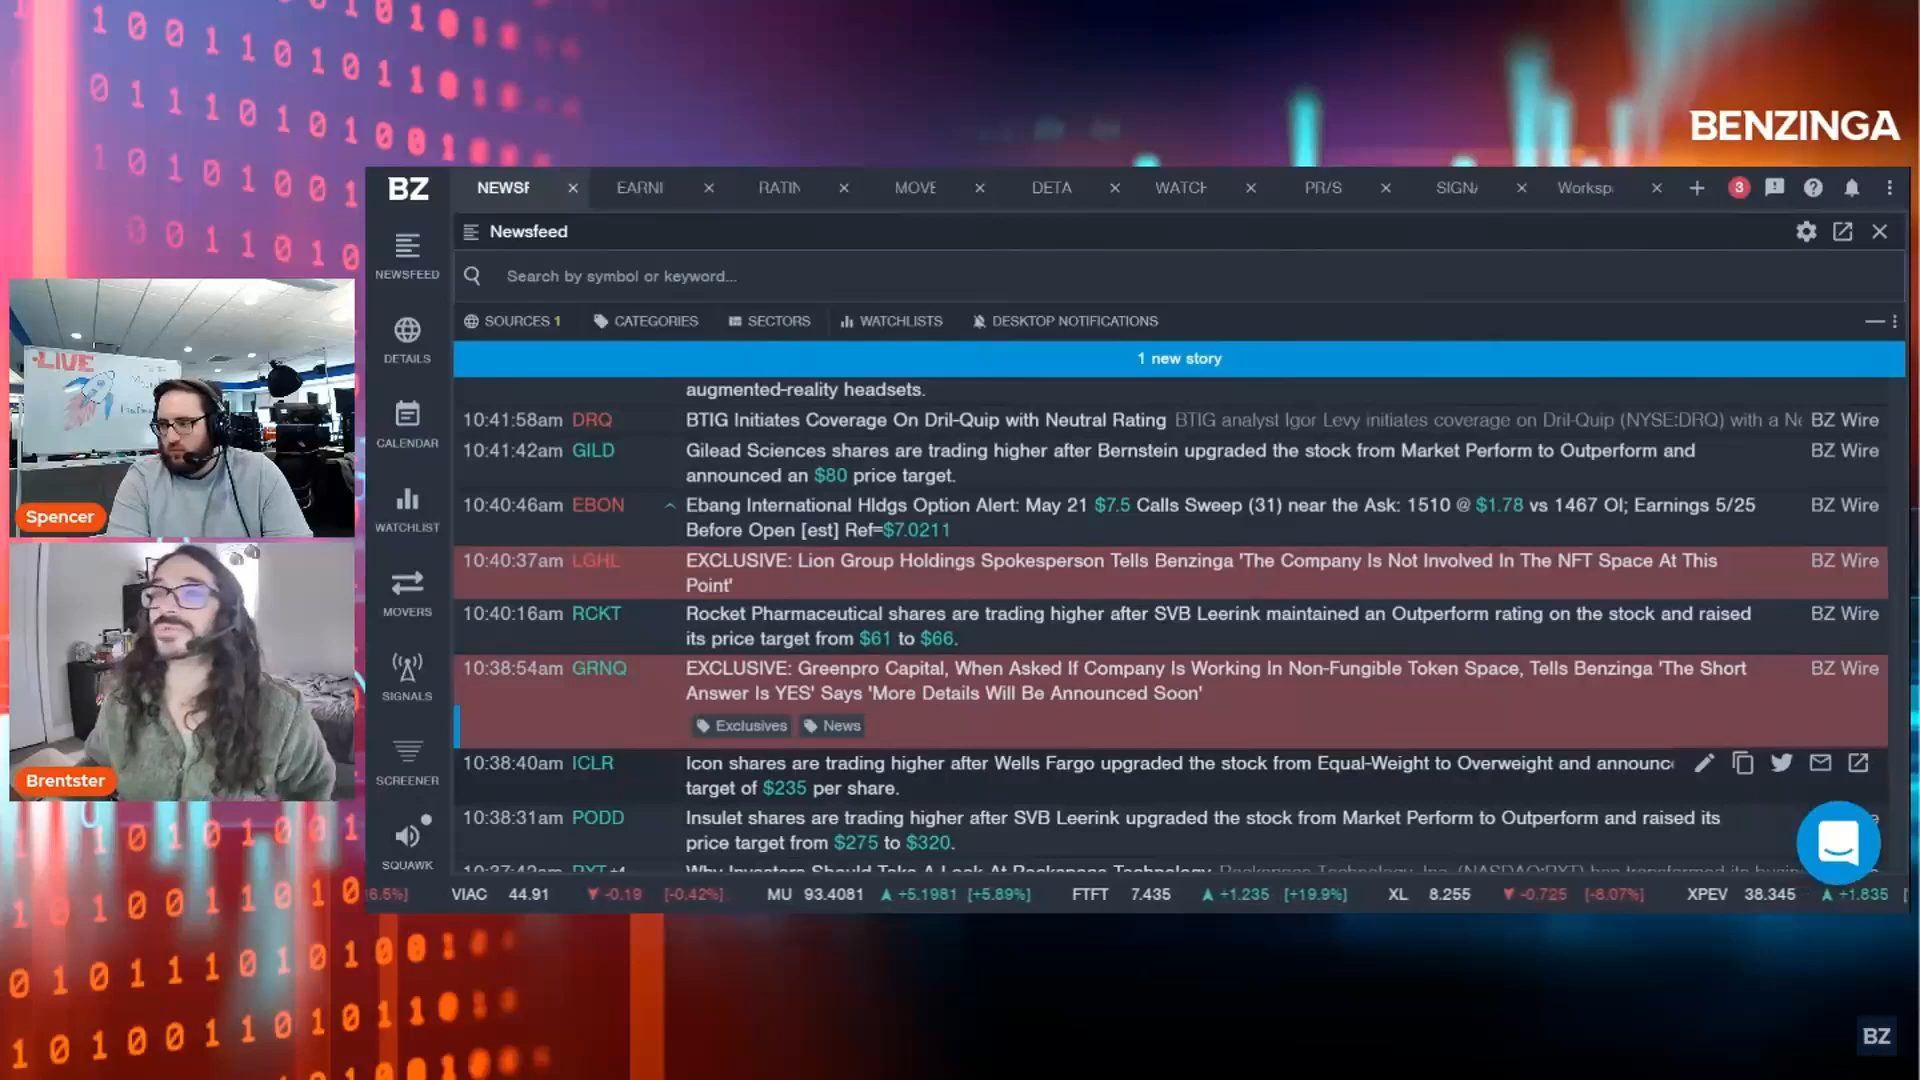 BENZINGA
BZ
NEWSF
EARNI
RATIN
MOVE
DETA
WATCH
PR/S
SIGN
Worksp
3
Newsfeed
Search by symbol or keyword...
SOURCES 1
CATEGORIES
SECTORS
WATCHLISTS
DESKTOP NOTIFICATIONS
1 new story
NEWSFEED
DETAILS
CALENDAR
WATCHLIST
MOVERS
SIGNALS
SCREENER
SQUAWK
augmented-reality headsets.
10:41:58am DRQ BTIG Initiates Coverage On Dril-Quip with Neutral Rating BTIG analyst Igor Levy initiates coverage on Dril-Quip (NYSE:DRQ) with a Ne BZ Wire
10:41:42am GILD Gilead Sciences shares are trading higher after Bernstein upgraded the stock from Market Perform to Outperform and BZ Wire
announced an $80 price target.
10:40:46am EBON Ebang International Hldgs Option Alert: May 21 $7.5 Calls Sweep (31) near the Ask: 1510 @ $1.78 vs 1467 OI; Earnings 5/25 BZ Wire
Before Open [est] Ref=$7.0211
10:40:37am LGHL EXCLUSIVE: Lion Group Holdings Spokesperson Tells Benzinga 'The Company Is Not Involved In The NFT Space At This BZ Wire
Point'
10:40:16am RCKT Rocket Pharmaceutical shares are trading higher after SVB Leerink maintained an Outperform rating on the stock and raised BZ Wire
its price target from $61 to $66.
10:38:54am GRNQ EXCLUSIVE: Greenpro Capital, When Asked If Company Is Working In Non-Fungible Token Space, Tells Benzinga 'The Short BZ Wire
Answer Is YES' Says 'More Details Will Be Announced Soon'
Exclusives News
10:38:40am ICLR Icon shares are trading higher after Wells Fargo upgraded the stock from Equal-Weight to Overweight and announc
target of $235 per share.
10:38:31am PODD Insulet shares are trading higher after SVB Leerink upgraded the stock from Market Perform to Outperform and raised its
price target from $275 to $320.
Why Investors Should Take A Look At Rackspace Technology
6.5%] VIAC 44.91 ▼ -0.19 [-0.42%] MU 93.4081 ▲ +5.1981 [+5.89%] FTFT 7.435 ▲ +1.235 [+19.9%] XL 8.255 ▼ -0.725 [-8.07%] XPEV 38.345 ▲ +1.835
LIVE
Spencer
Brentster
BZ